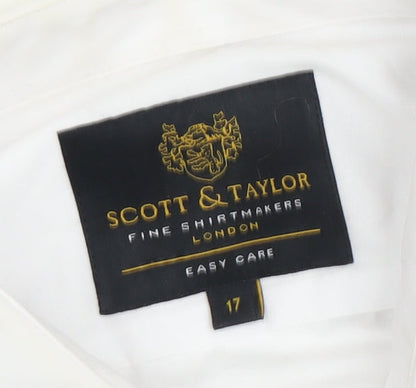 SCOTT & TAYLOR
FINE SHIRTMAKERS
LONDON
EASY CARE
17